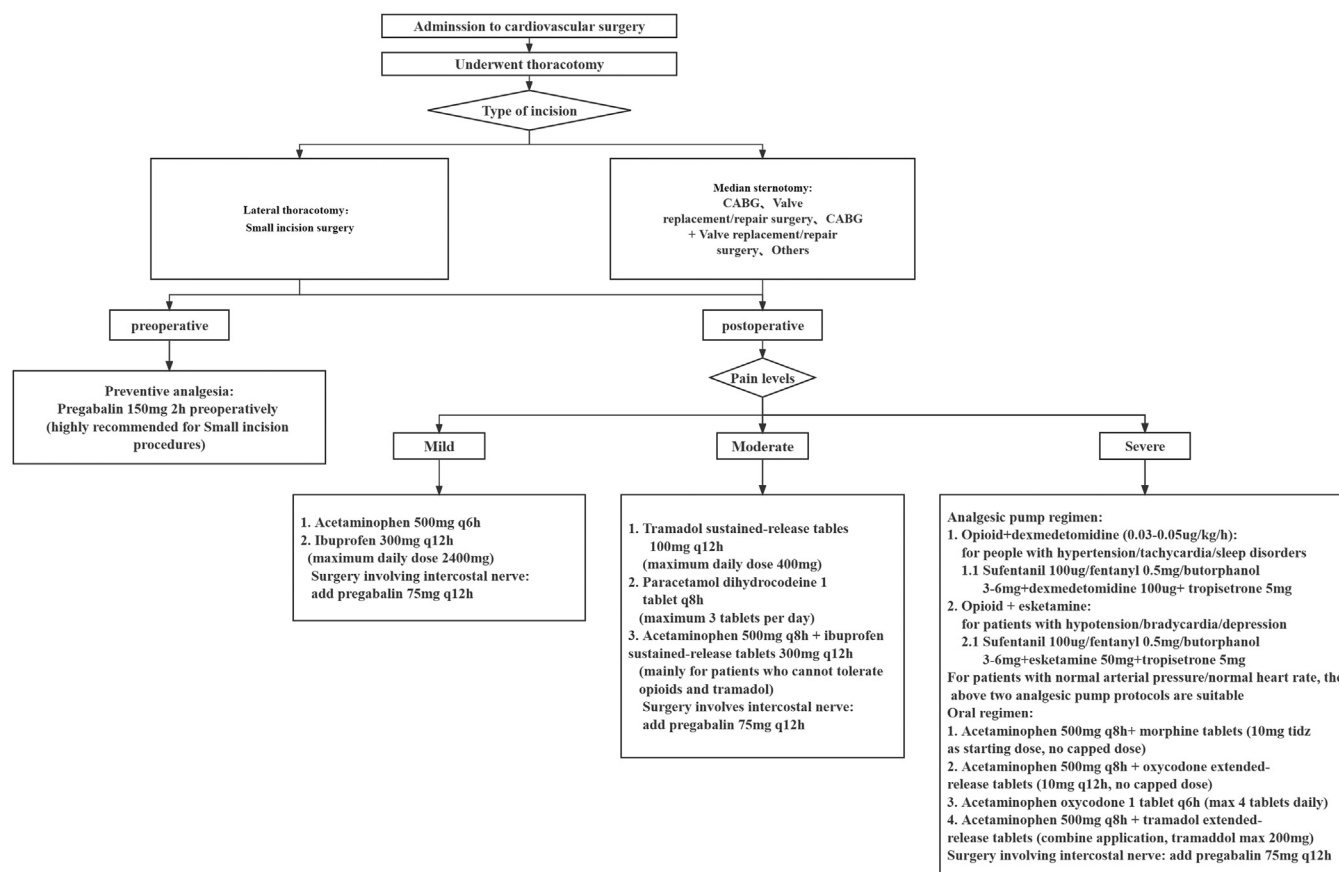 Adminssion to cardiovascular surgery
Underwent thoracotomy
Type of incision
Lateral thoracotomy:
Small incision surgery
Median sternotomy:
CABG、Valve
replacement/repair surgery、CABG
+ Valve replacement/repair
surgery、Others
preoperative
postoperative
Preventive analgesia:
Pregabalin 150mg 2h preoperatively
(highly recommended for Small incision
procedures)
Pain levels
Mild
Moderate
Severe
1. Acetaminophen 500mg q6h
2. Ibuprofen 300mg q12h
(maximum daily dose 2400mg)
Surgery involving intercostal nerve:
add pregabalin 75mg q12h
1. Tramadol sustained-release tables
100mg q12h
(maximum daily dose 400mg)
2. Paracetamol dihydrocodeine 1
tablet q8h
(maximum 3 tablets per day)
3. Acetaminophen 500mg q8h + ibuprofen
sustained-release tablets 300mg q12h
(mainly for patients who cannot tolerate
opioids and tramadol)
Surgery involves intercostal nerve:
add pregabalin 75mg q12h
Analgesic pump regimen:
1. Opioid+dexmedetomidine (0.03-0.05ug/kg/h):
for people with hypertension/tachycardia/sleep disorders
1.1 Sufentanil 100ug/fentanyl 0.5mg/butorphanol
3-6mg+dexmedetomidine 100ug+ tropisetrone 5mg
2. Opioid + esketamine:
for patients with hypotension/bradycardia/depression
2.1 Sufentanil 100ug/fentanyl 0.5mg/butorphanol
3-6mg+esketamine 50mg+tropisetrone 5mg
For patients with normal arterial pressure/normal heart rate, the
above two analgesic pump protocols are suitable
Oral regimen:
1. Acetaminophen 500mg q8h+ morphine tablets (10mg tidz
as starting dose, no capped dose)
2. Acetaminophen 500mg q8h + oxycodone extended-
release tablets (10mg q12h, no capped dose)
3. Acetaminophen oxycodone 1 tablet q6h (max 4 tablets daily)
4. Acetaminophen 500mg q8h + tramadol extended-
release tablets (combine application, tramaddol max 200mg)
Surgery involving intercostal nerve: add pregabalin 75mg q12h